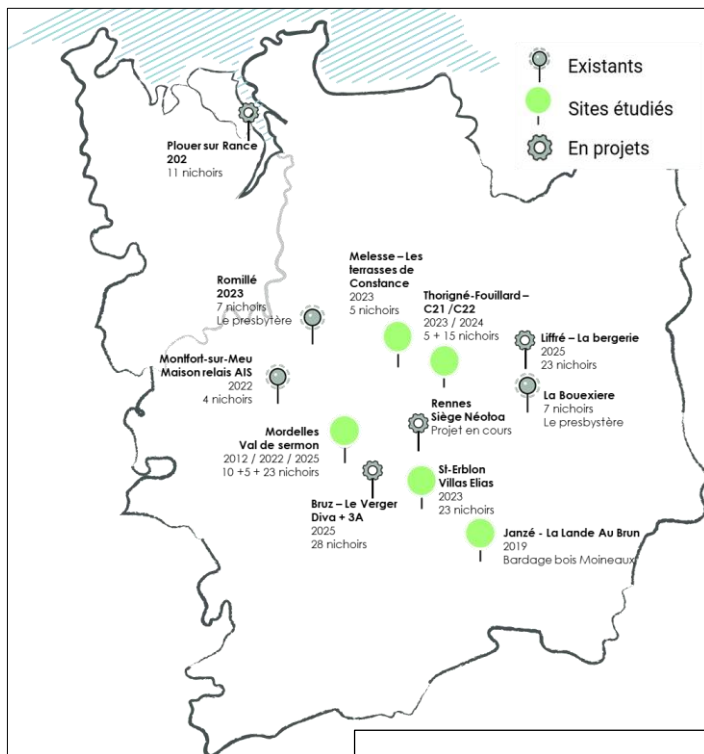 Existants
Sites étudiés
En projets
Plouer sur Rance
202
11 nichoirs
Melesse – Les
terrasses de
Constance
2023
5 nichoirs
Romillé
2023
7 nichoirs
Le presbytère
Thorigné-Fouillard –
C21 /C22
2023 / 2024
5 + 15 nichoirs
Liffré – La bergerie
2025
23 nichoirs
Montfort-sur-Meu
Maison relais AIS
2022
4 nichoirs
La Bouexiere
7 nichoirs
Le presbystère
Rennes
Siège Néotoa
Projet en cours
Mordelles
Val de sermon
2012 / 2022 / 2025
10 +5 + 23 nichoirs
St-Erblon
Villas Elias
2023
23 nichoirs
Bruz – Le Verger
Diva + 3A
2025
28 nichoirs
Janzé - La Lande Au Brun
2019
Bardage bois Moineaux